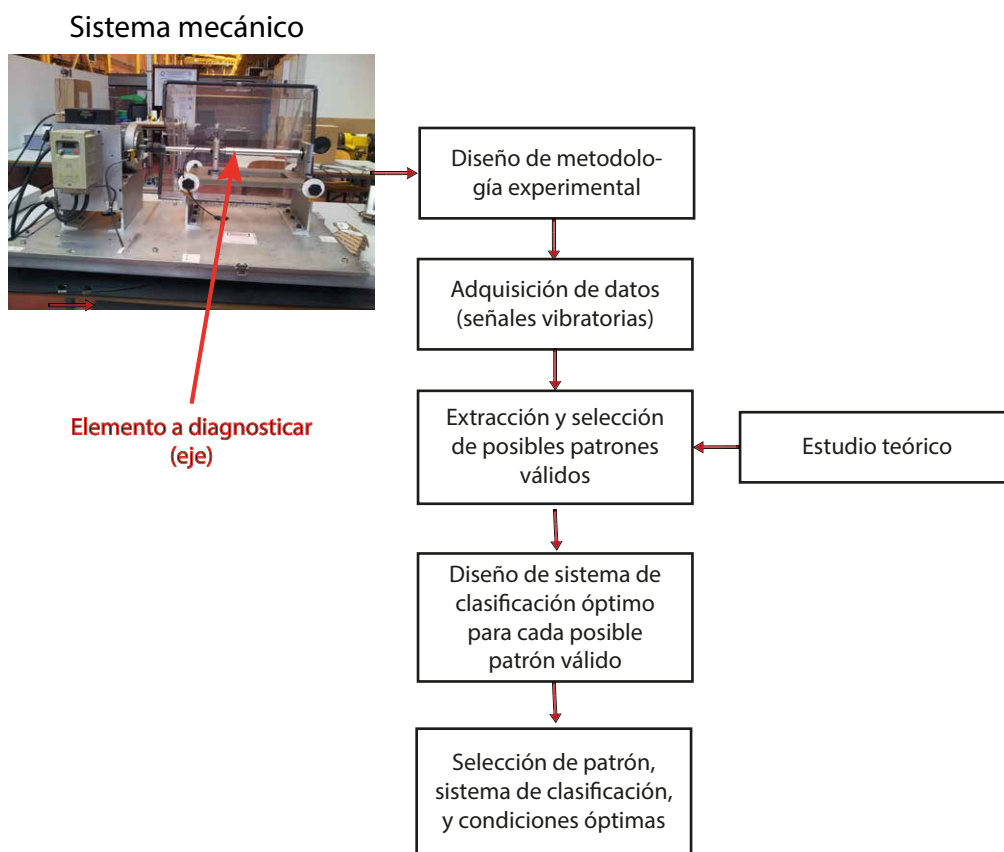 Sistema mecánico
Diseño de metodolo-
gía experimental
Adquisición de datos
(señales vibratorias)
Elemento a diagnosticar
(eje)
Extracción y selección
de posibles patrones
válidos
Estudio teórico
Diseño de sistema de
clasificación óptimo
para cada posible
patrón válido
Selección de patrón,
sistema de clasificación,
y condiciones óptimas